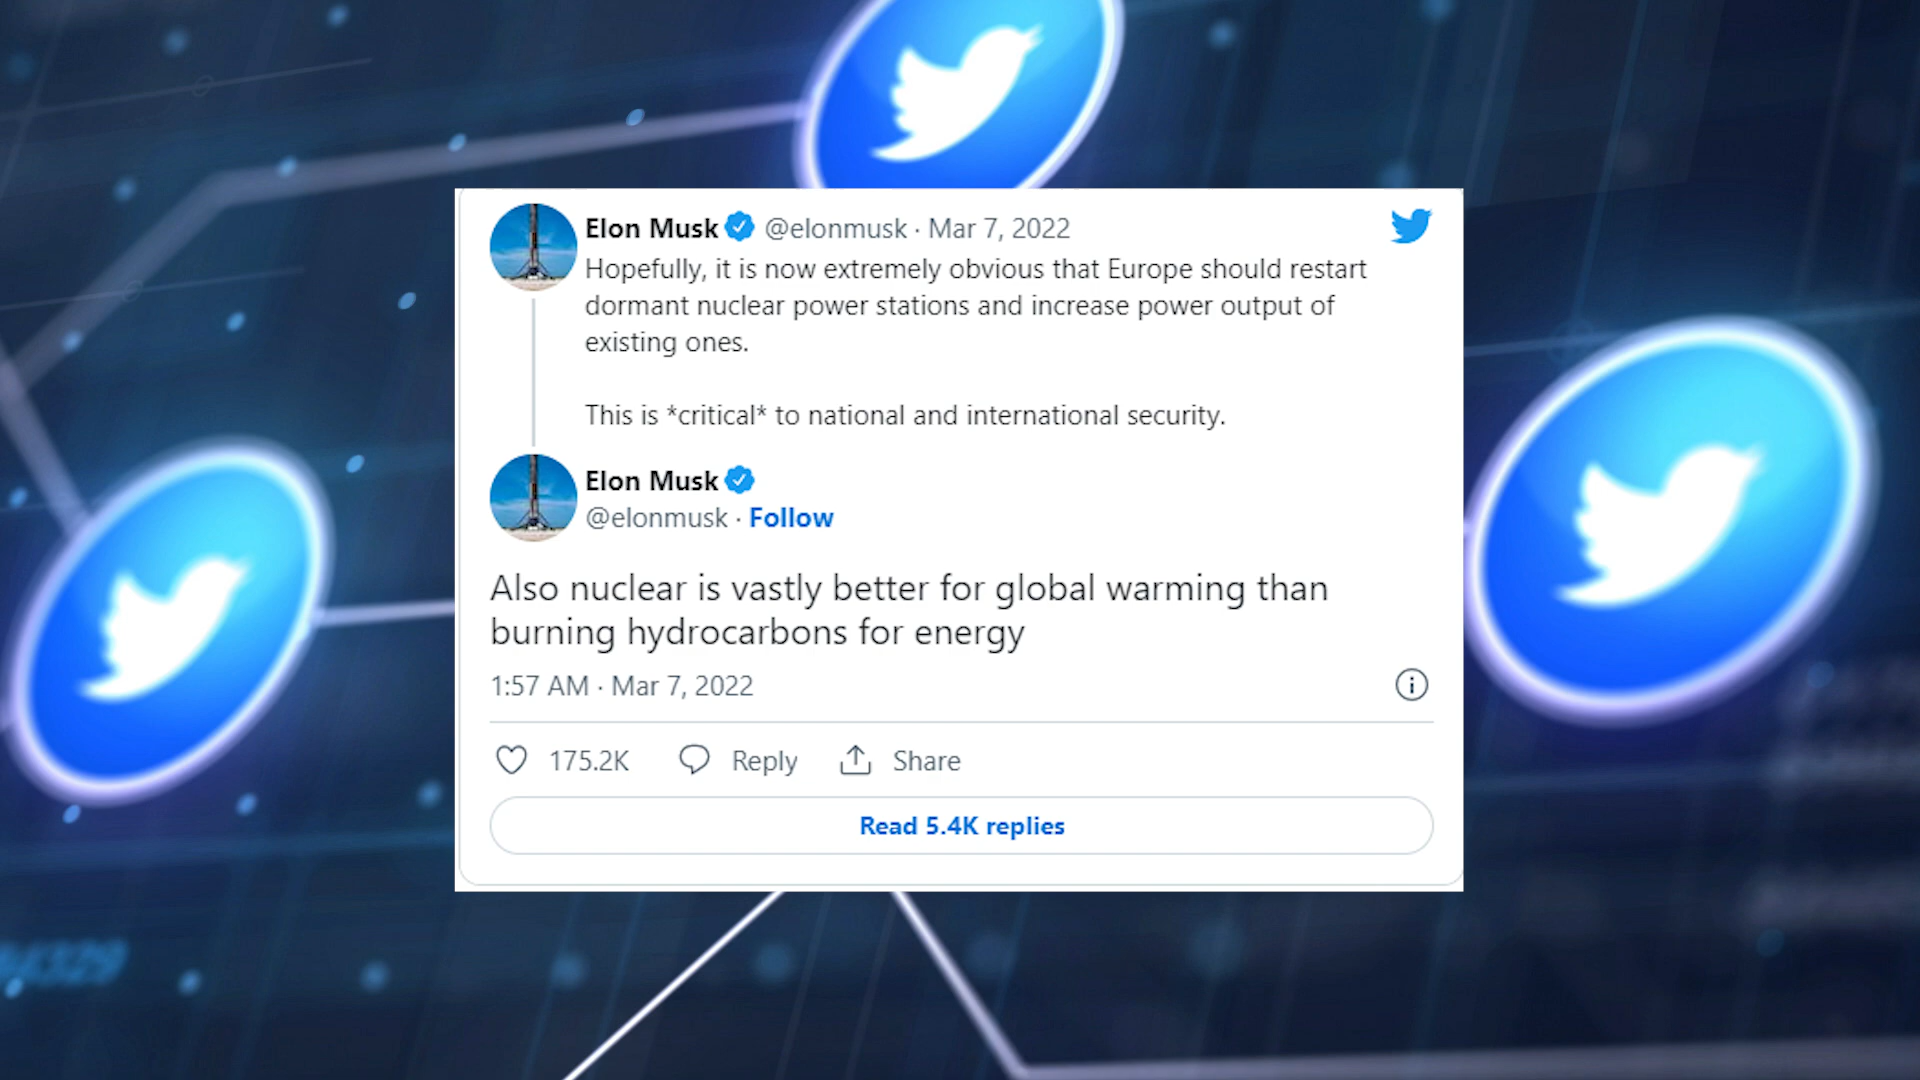 Elon Musk @elonmusk · Mar 7, 2022
Hopefully, it is now extremely obvious that Europe should restart
dormant nuclear power stations and increase power output of
existing ones.
This is *critical* to national and international security.
Elon Musk
@elonmusk · Follow
Also nuclear is vastly better for global warming than
burning hydrocarbons for energy
1:57 AM · Mar 7, 2022
175.2K Reply Share
Read 5.4K replies